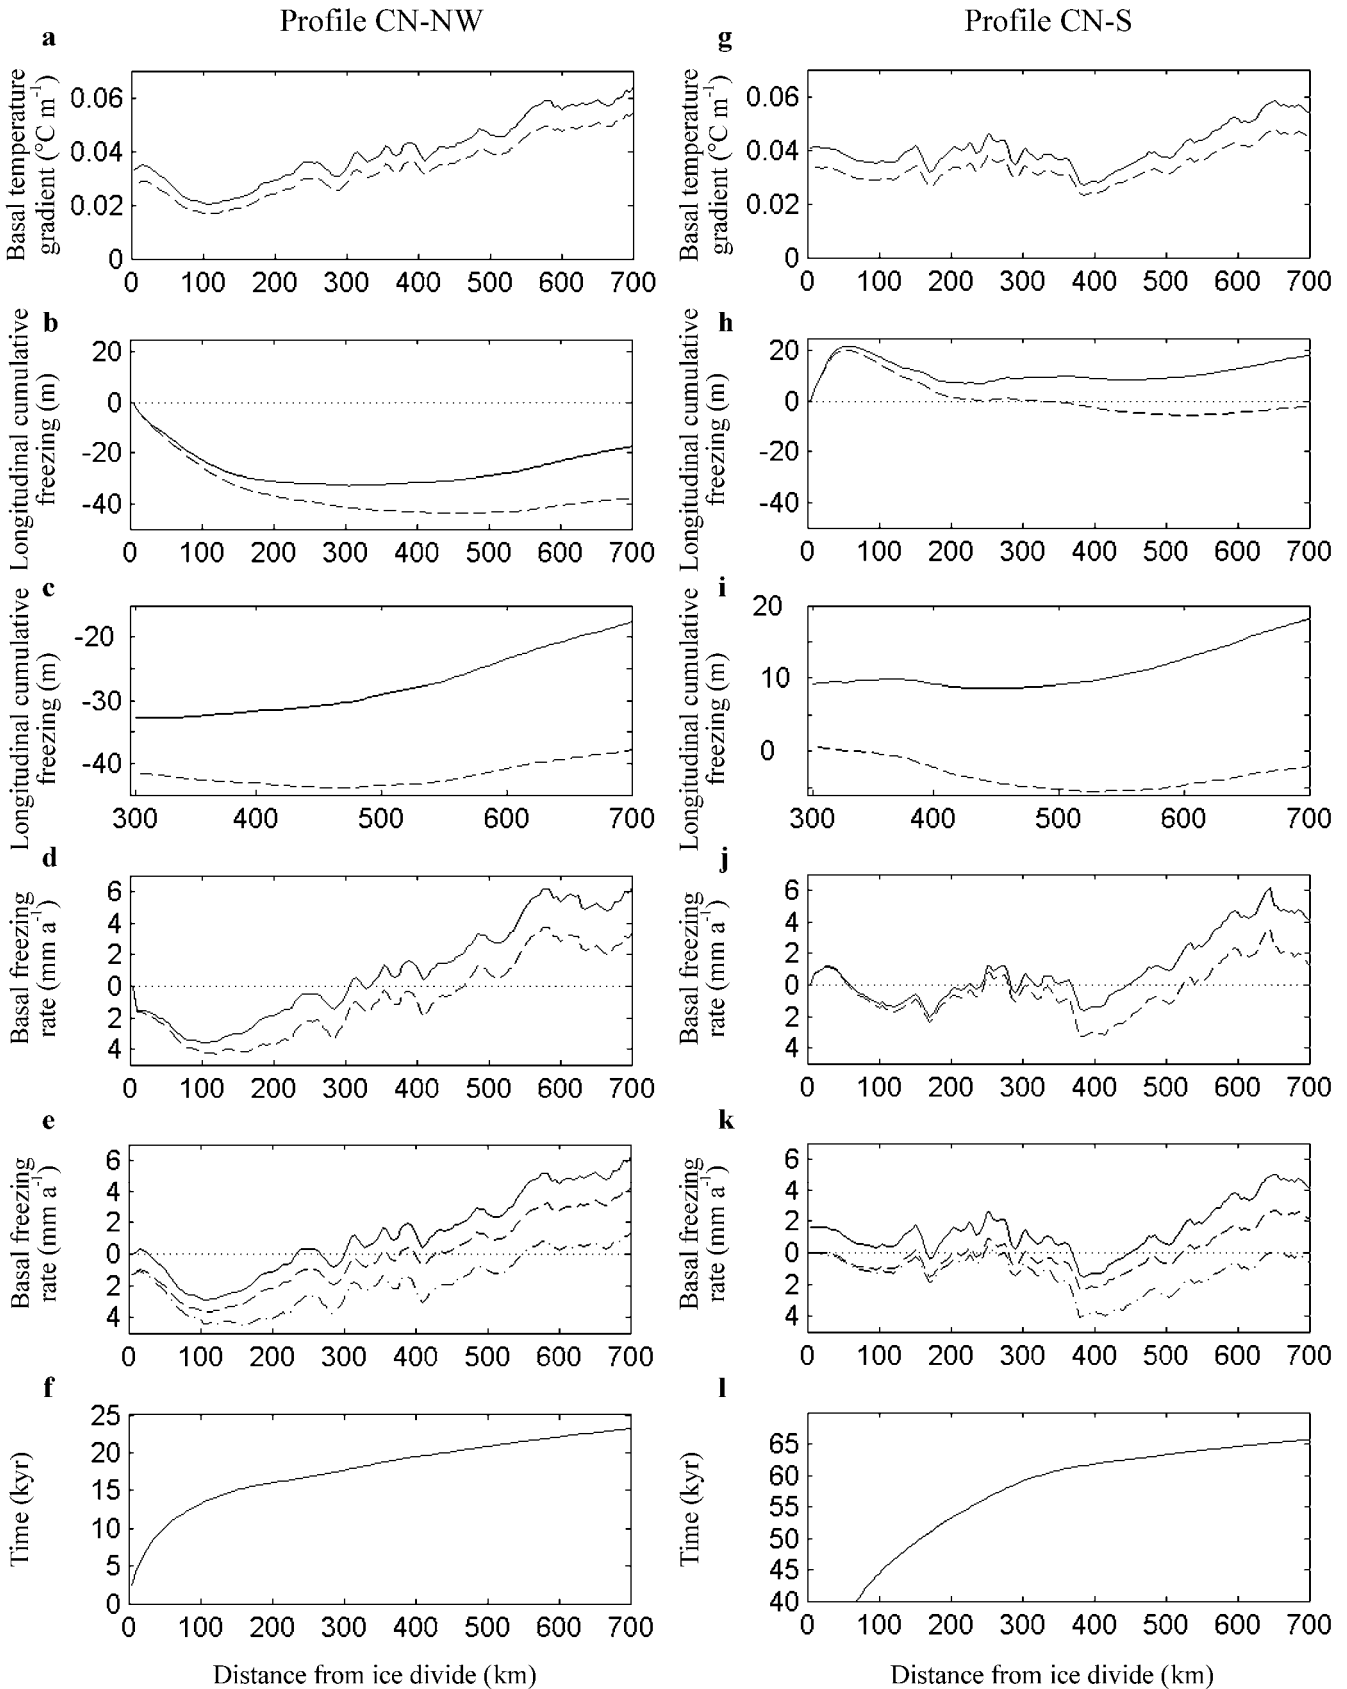 Profile CN-NW
a
Basal temperature
gradient (°C m⁻¹)
0.06
0.04
0.02
0
0 100 200 300 400 500 600 700
b
Longitudinal cumulative
freezing (m)
20
0
-20
-40
0 100 200 300 400 500 600 700
c
Longitudinal cumulative
freezing (m)
-20
-30
-40
300 400 500 600 700
d
Basal freezing
rate (mm a⁻¹)
6
4
2
0
2
4
0 100 200 300 400 500 600 700
e
Basal freezing
rate (mm a⁻¹)
6
4
2
0
2
4
0 100 200 300 400 500 600 700
f
Time (kyr)
25
20
15
10
5
0
0 100 200 300 400 500 600 700
Distance from ice divide (km)
Profile CN-S
g
Basal temperature
gradient (°C m⁻¹)
0.06
0.04
0.02
0
0 100 200 300 400 500 600 700
h
Longitudinal cumulative
freezing (m)
20
0
-20
-40
0 100 200 300 400 500 600 700
i
Longitudinal cumulative
freezing (m)
20
10
0
300 400 500 600 700
j
Basal freezing
rate (mm a⁻¹)
6
4
2
0
2
4
0 100 200 300 400 500 600 700
k
Basal freezing
rate (mm a⁻¹)
6
4
2
0
2
4
0 100 200 300 400 500 600 700
l
Time (kyr)
65
60
55
50
45
40
0 100 200 300 400 500 600 700
Distance from ice divide (km)